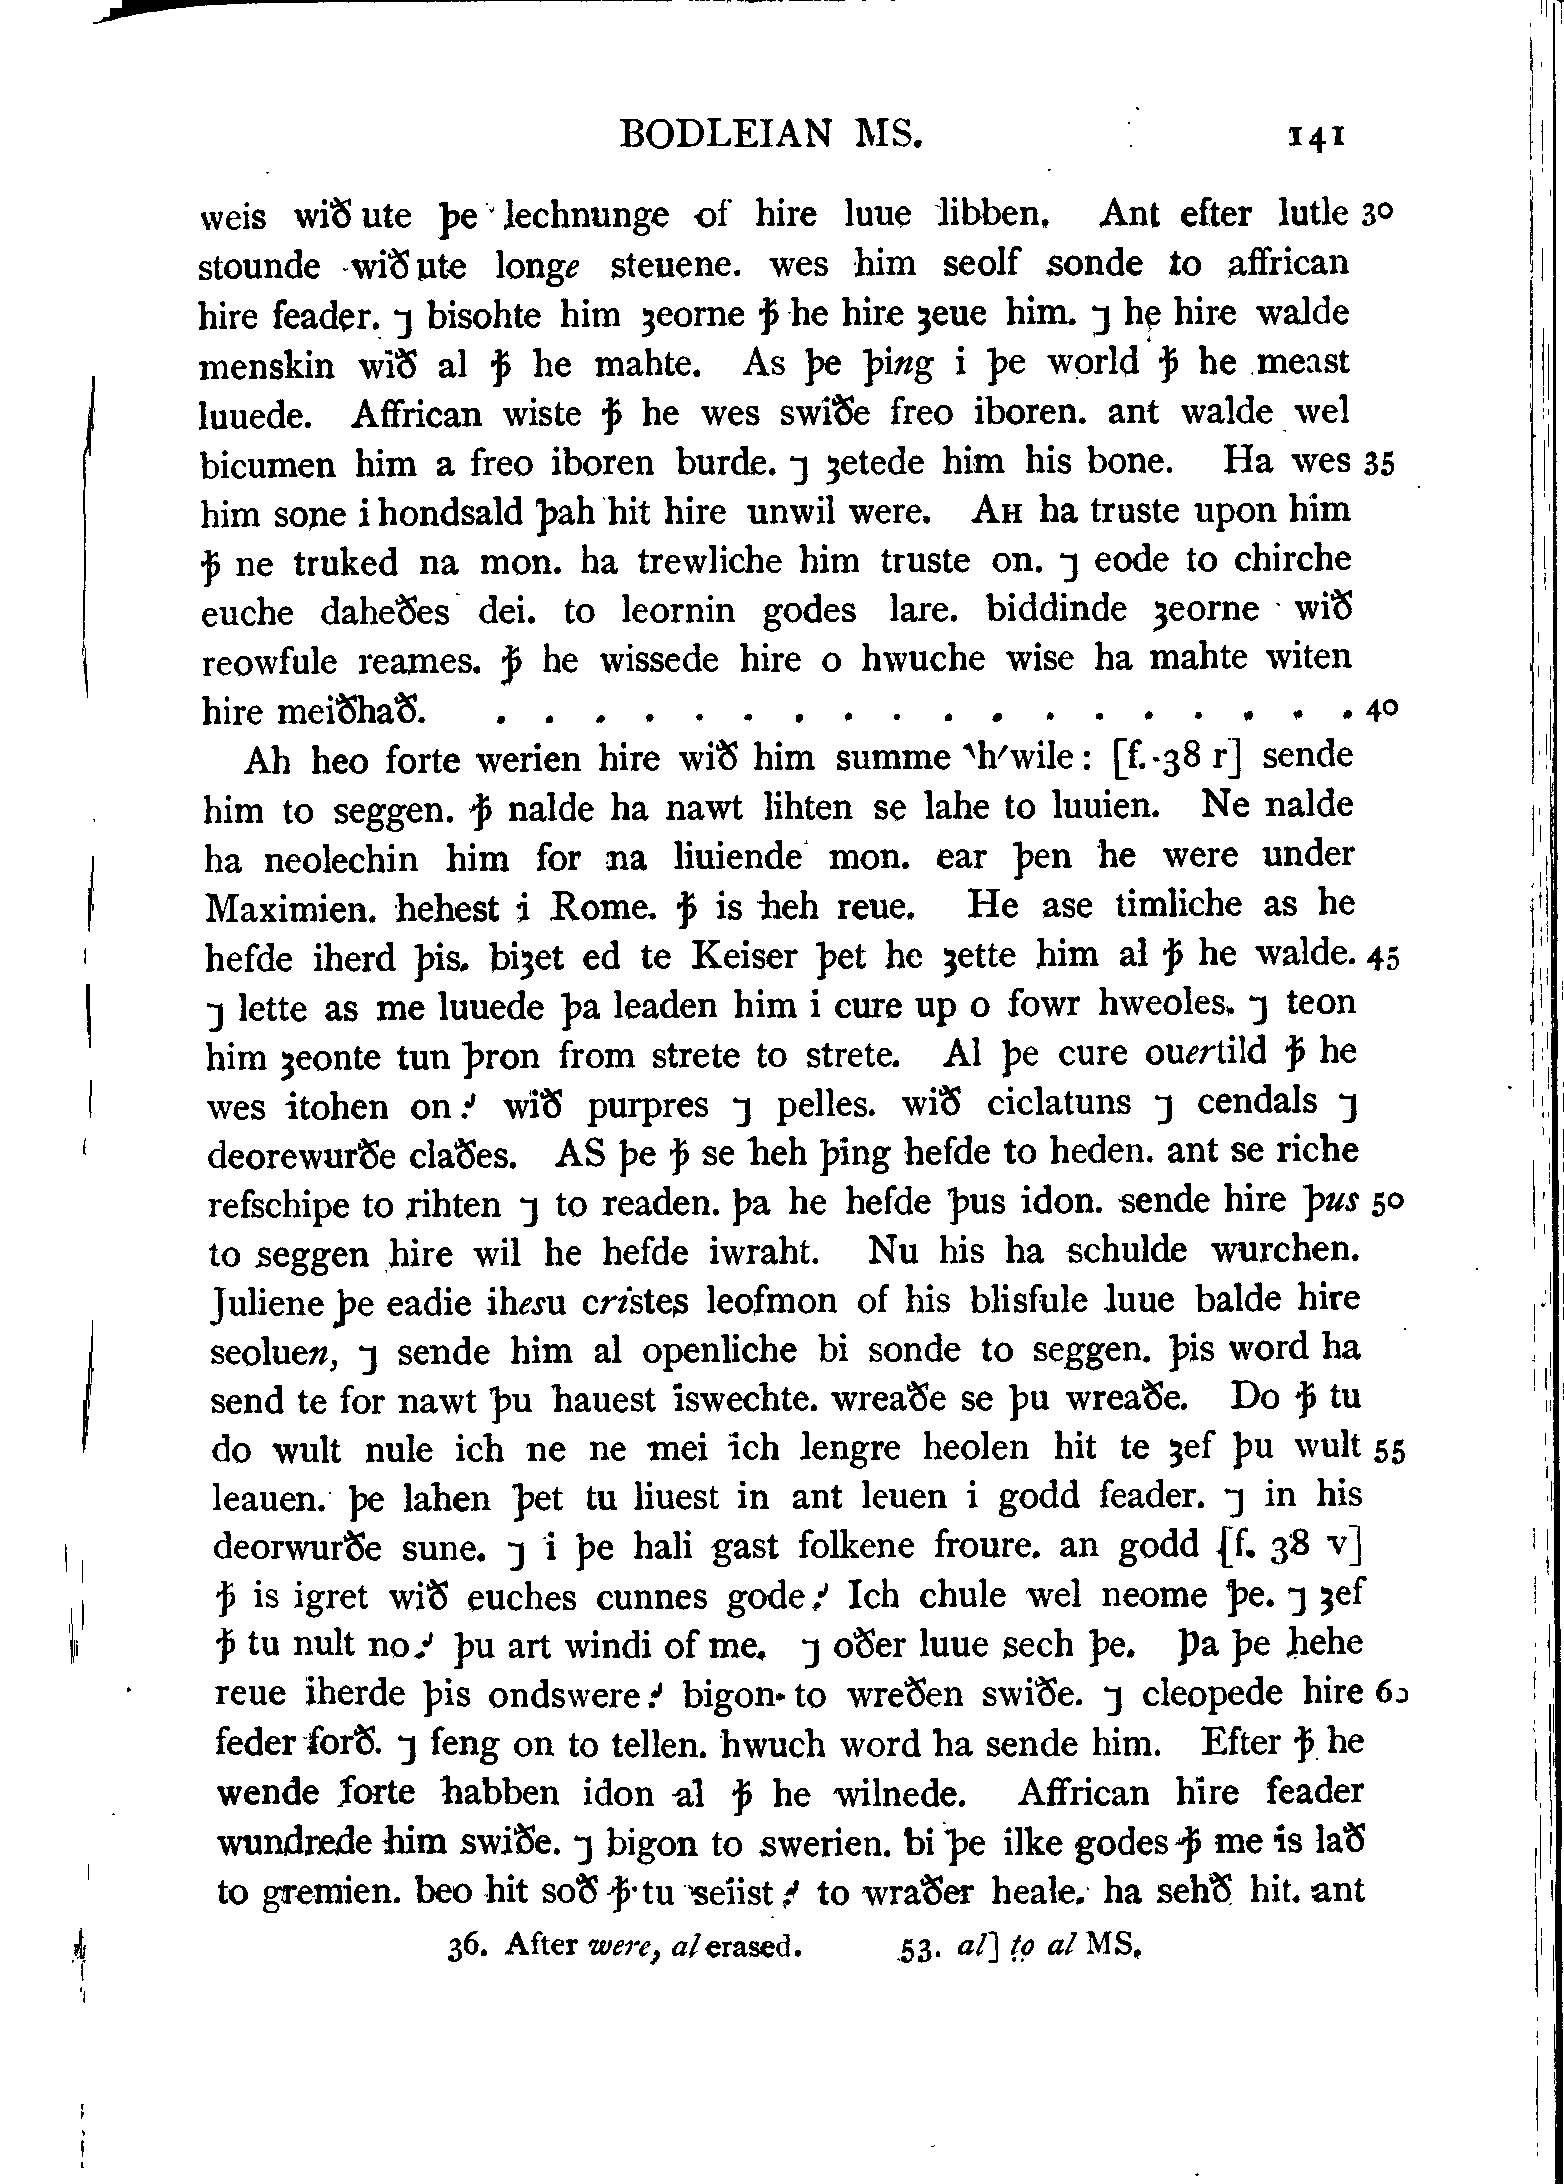 BODLEIAN MS. 141
weis wið ute þe lechnunge of hire luue libben. Ant efter lutle 30
stounde wið ute longe steuene. wes him seolf sonde to affrican
hire feader. ⁊ bisohte him ȝeorne ꝥ he hire ȝeue him. ⁊ he hire walde
menskin wið al ꝥ he mahte. As þe þing i þe world ꝥ he meast
luuede. Affrican wiste ꝥ he wes swiðe freo iboren. ant walde wel
bicumen him a freo iboren burde. ⁊ ȝetede him his bone. Ha wes 35
him sone i hondsald þah hit hire unwil were. AH ha truste upon him
ꝥ ne truked na mon. ha trewliche him truste on. ⁊ eode to chirche
euche daheðes dei. to leornin godes lare. biddinde ȝeorne wið
reowfule reames. ꝥ he wissede hire o hwuche wise ha mahte witen
hire meiðhað. . . . . . . . . . . . . . . . . . . 40
Ah heo forte werien hire wið him summe ‵h′wile : [f. 38 r] sende
him to seggen. ꝥ nalde ha nawt lihten se lahe to luuien. Ne nalde
ha neolechin him for na liuiende mon. ear þen he were under
Maximien. hehest i Rome. ꝥ is heh reue. He ase timliche as he
hefde iherd þis. biȝet ed te Keiser þet he ȝette him al ꝥ he walde. 45
⁊ lette as me luuede þa leaden him i cure up o fowr hweoles. ⁊ teon
him ȝeonte tun þron from strete to strete. Al þe cure ouertild ꝥ he
wes itohen on⹎ wið purpres ⁊ pelles. wið ciclatuns ⁊ cendals ⁊
deorewurðe claðes. AS þe ꝥ se heh þing hefde to heden. ant se riche
refschipe to rihten ⁊ to readen. þa he hefde þus idon. sende hire þus 50
to seggen hire wil he hefde iwraht. Nu his ha schulde wurchen.
Juliene þe eadie ihesu cristes leofmon of his blisfule luue balde hire
seoluen, ⁊ sende him al openliche bi sonde to seggen. þis word ha
send te for nawt þu hauest iswechte. wreaðe se þu wreaðe. Do ꝥ tu
do wult nule ich ne ne mei ich lengre heolen hit te ȝef þu wult 55
leauen. þe lahen þet tu liuest in ant leuen i godd feader. ⁊ in his
deorwurðe sune. ⁊ i þe hali gast folkene froure. an godd [f. 38 v]
ꝥ is igret wið euches cunnes gode⹎ Ich chule wel neome þe. ⁊ ȝef
ꝥ tu nult no⹎ þu art windi of me. ⁊ oðer luue sech þe. Þa þe hehe
reue iherde þis ondswere⹎ bigon to wreðen swiðe. ⁊ cleopede hire 60
feder forð. ⁊ feng on to tellen. hwuch word ha sende him. Efter ꝥ he
wende forte habben idon al ꝥ he wilnede. Affrican hire feader
wundrede him swiðe. ⁊ bigon to swerien. bi þe ilke godes ꝥ me is lað
to gremien. beo hit soð ꝥ tu seiist⹎ to wraðer heale. ha sehð hit. ant
36. After were, al erased. 53. al] to al MS.